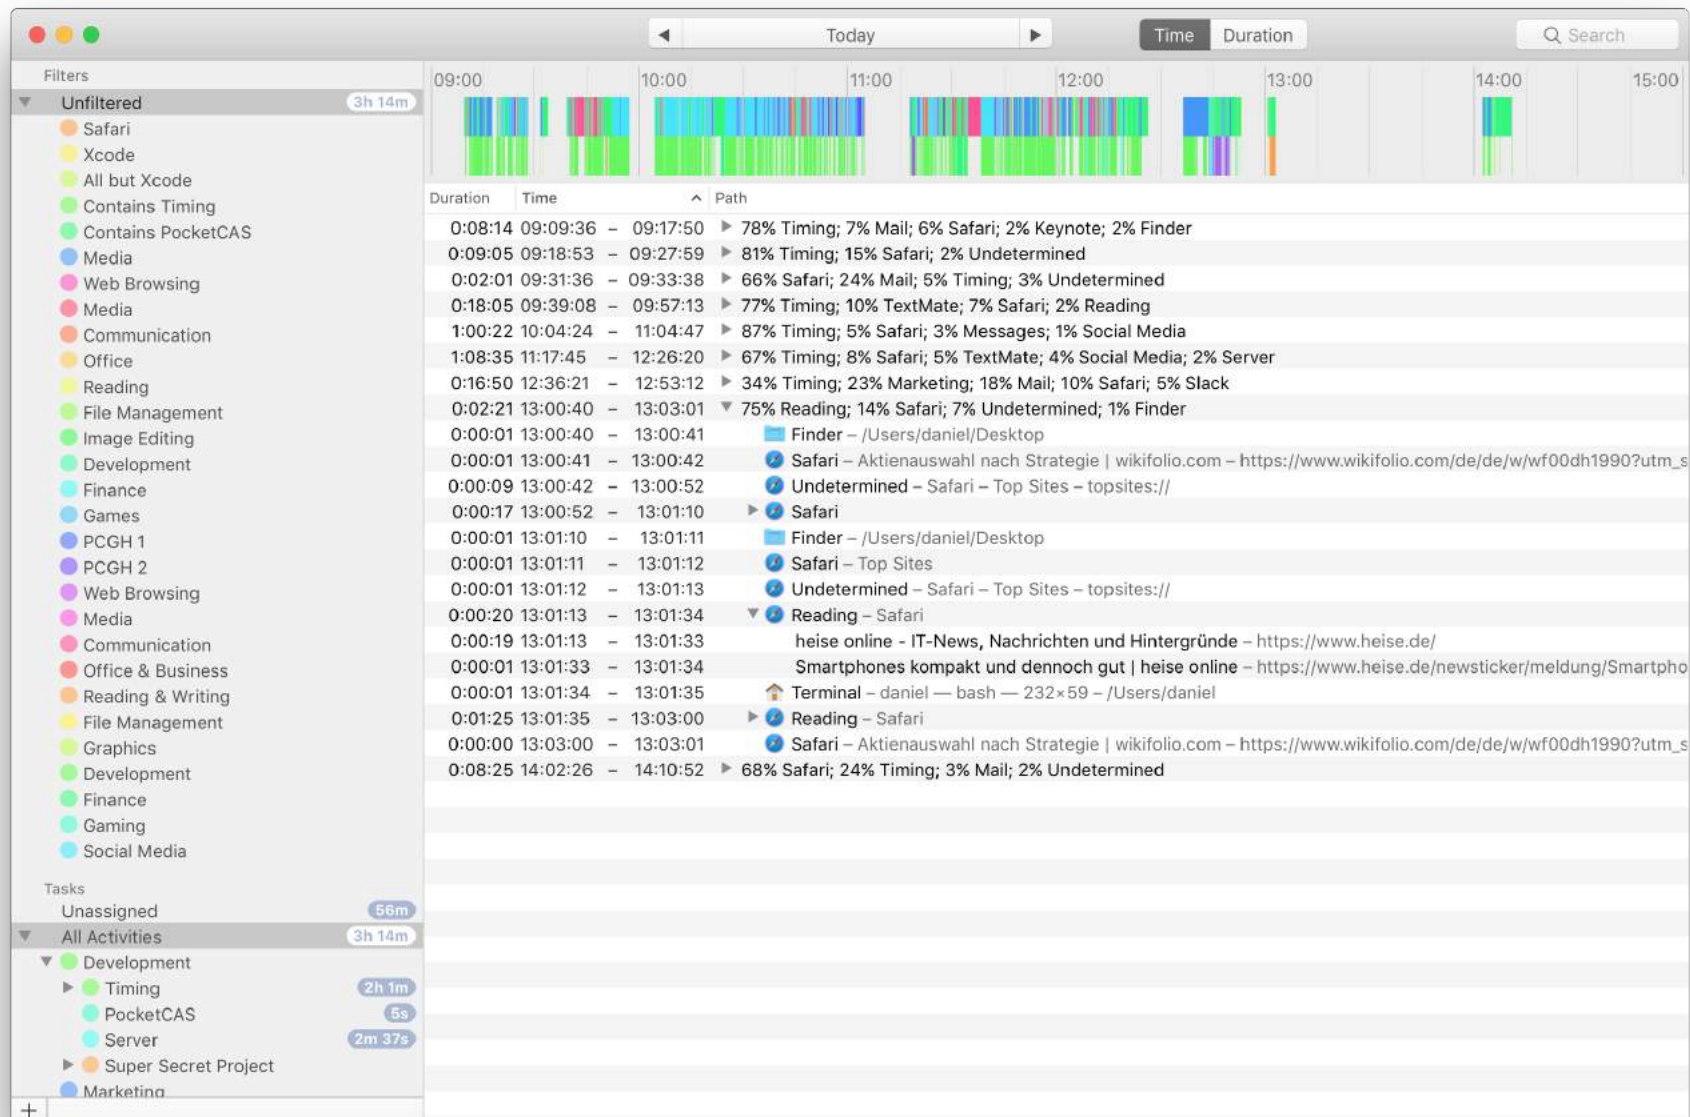 Today
Time Duration
Search
Filters
Unfiltered 3h 14m
Safari
Xcode
All but Xcode
Contains Timing
Contains PocketCAS
Media
Web Browsing
Media
Communication
Office
Reading
File Management
Image Editing
Development
Finance
Games
PCGH 1
PCGH 2
Web Browsing
Media
Communication
Office & Business
Reading & Writing
File Management
Graphics
Development
Finance
Gaming
Social Media
Tasks
Unassigned 56m
All Activities 3h 14m
Development
Timing 2h 1m
PocketCAS 5s
Server 2m 37s
Super Secret Project
Marketing
09:00 10:00 11:00 12:00 13:00 14:00 15:00
Duration Time Path
0:08:14 09:09:36 – 09:17:50 78% Timing; 7% Mail; 6% Safari; 2% Keynote; 2% Finder
0:09:05 09:18:53 – 09:27:59 81% Timing; 15% Safari; 2% Undetermined
0:02:01 09:31:36 – 09:33:38 66% Safari; 24% Mail; 5% Timing; 3% Undetermined
0:18:05 09:39:08 – 09:57:13 77% Timing; 10% TextMate; 7% Safari; 2% Reading
1:00:22 10:04:24 – 11:04:47 87% Timing; 5% Safari; 3% Messages; 1% Social Media
1:08:35 11:17:45 – 12:26:20 67% Timing; 8% Safari; 5% TextMate; 4% Social Media; 2% Server
0:16:50 12:36:21 – 12:53:12 34% Timing; 23% Marketing; 18% Mail; 10% Safari; 5% Slack
0:02:21 13:00:40 – 13:03:01 75% Reading; 14% Safari; 7% Undetermined; 1% Finder
0:00:01 13:00:40 – 13:00:41 Finder – /Users/daniel/Desktop
0:00:01 13:00:41 – 13:00:42 Safari – Aktienauswahl nach Strategie | wikifolio.com – https://www.wikifolio.com/de/de/w/wf00dh1990?utm_s
0:00:09 13:00:42 – 13:00:52 Undetermined – Safari – Top Sites – topsites://
0:00:17 13:00:52 – 13:01:10 Safari
0:00:01 13:01:10 – 13:01:11 Finder – /Users/daniel/Desktop
0:00:01 13:01:11 – 13:01:12 Safari – Top Sites
0:00:01 13:01:12 – 13:01:13 Undetermined – Safari – Top Sites – topsites://
0:00:20 13:01:13 – 13:01:34 Reading – Safari
0:00:19 13:01:13 – 13:01:33 heise online - IT-News, Nachrichten und Hintergründe – https://www.heise.de/
0:00:01 13:01:33 – 13:01:34 Smartphones kompakt und dennoch gut | heise online – https://www.heise.de/newsticker/meldung/Smartpho
0:00:01 13:01:34 – 13:01:35 Terminal – daniel — bash — 232×59 – /Users/daniel
0:01:25 13:01:35 – 13:03:00 Reading – Safari
0:00:00 13:03:00 – 13:03:01 Safari – Aktienauswahl nach Strategie | wikifolio.com – https://www.wikifolio.com/de/de/w/wf00dh1990?utm_s
0:08:25 14:02:26 – 14:10:52 68% Safari; 24% Timing; 3% Mail; 2% Undetermined